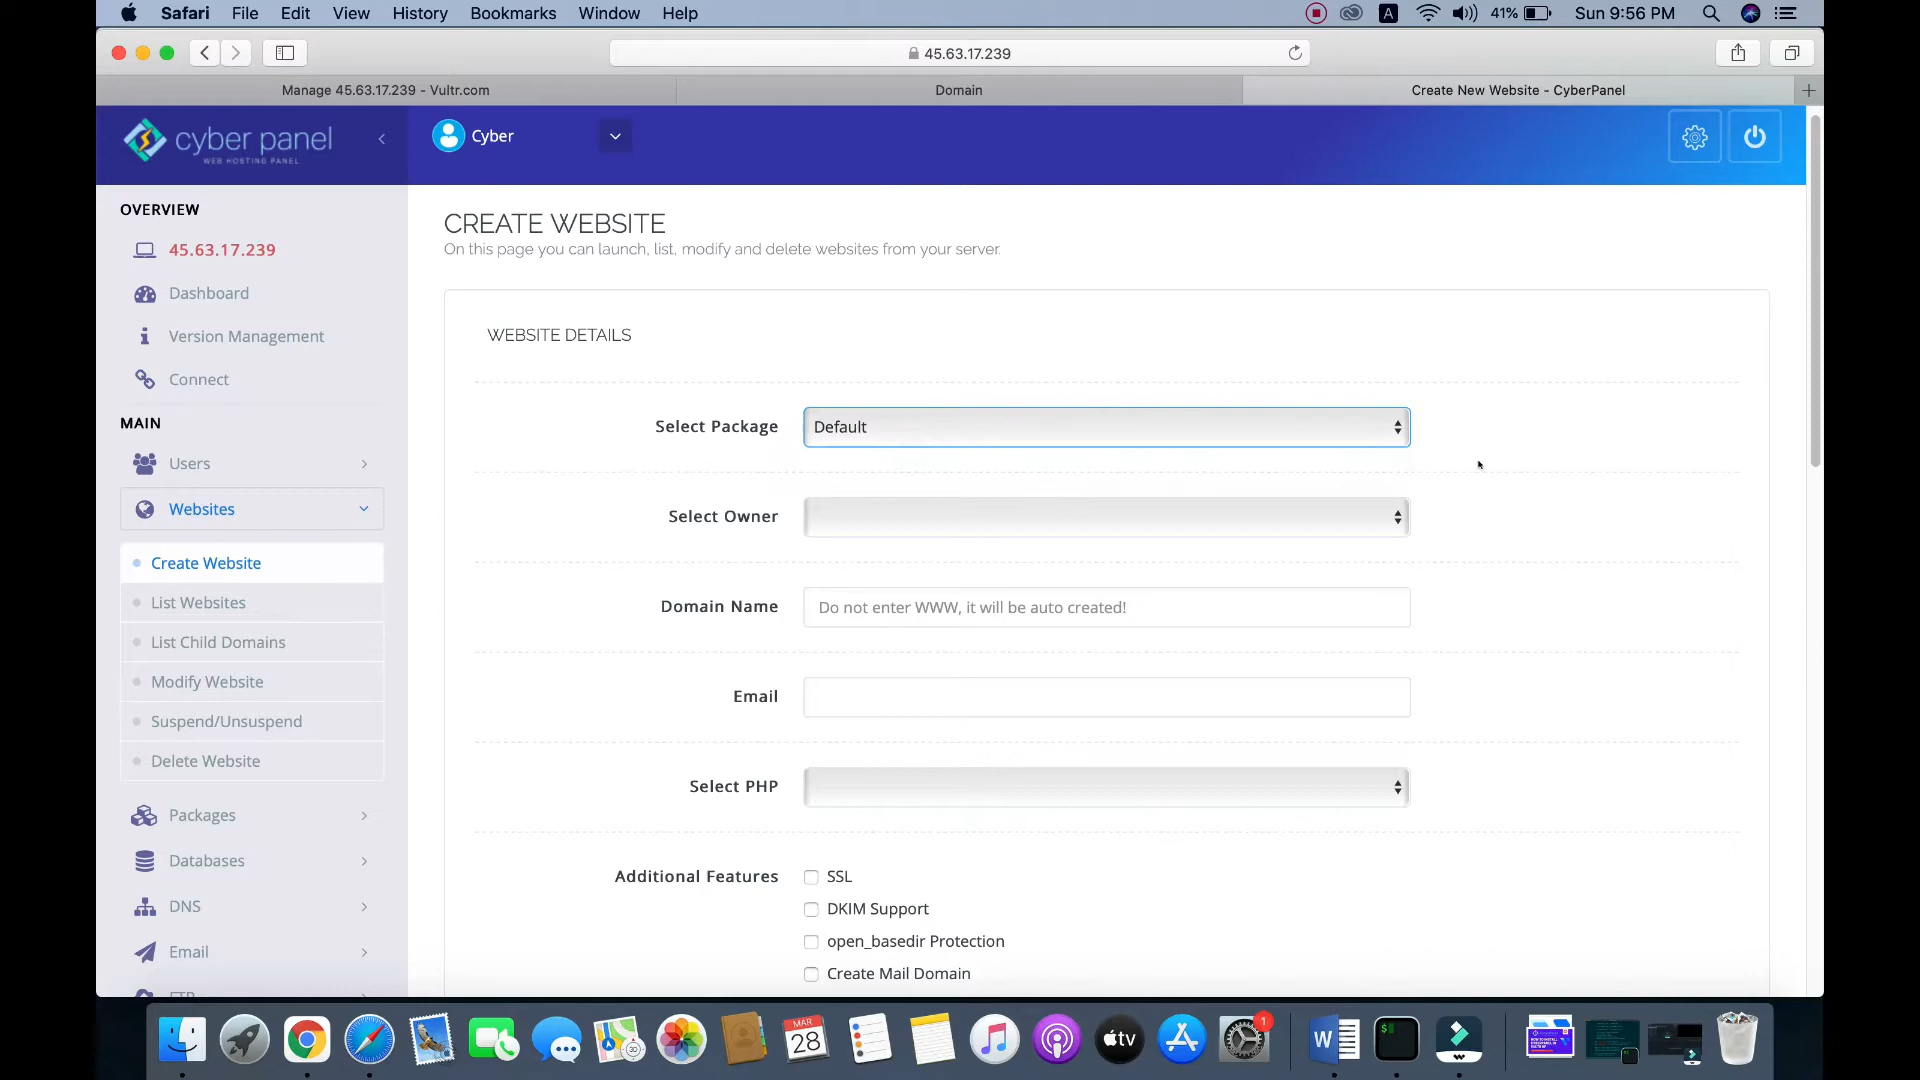 Safari File Edit View History Bookmarks Window Help A 41% Sun 9:56 PM
45.63.17.239
Manage 45.63.17.239 - Vultr.com Domain Create New Website - CyberPanel
cyber panel
WEB HOSTING PANEL
Cyber
OVERVIEW
45.63.17.239
Dashboard
Version Management
Connect
MAIN
Users
Websites
Create Website
List Websites
List Child Domains
Modify Website
Suspend/Unsuspend
Delete Website
Packages
Databases
DNS
Email
FTP
CREATE WEBSITE
On this page you can launch, list, modify and delete websites from your server.
WEBSITE DETAILS
Select Package Default
Select Owner
Domain Name Do not enter WWW, it will be auto created!
Email
Select PHP
Additional Features SSL
DKIM Support
open_basedir Protection
Create Mail Domain
MAR
28
tv
1
W
$